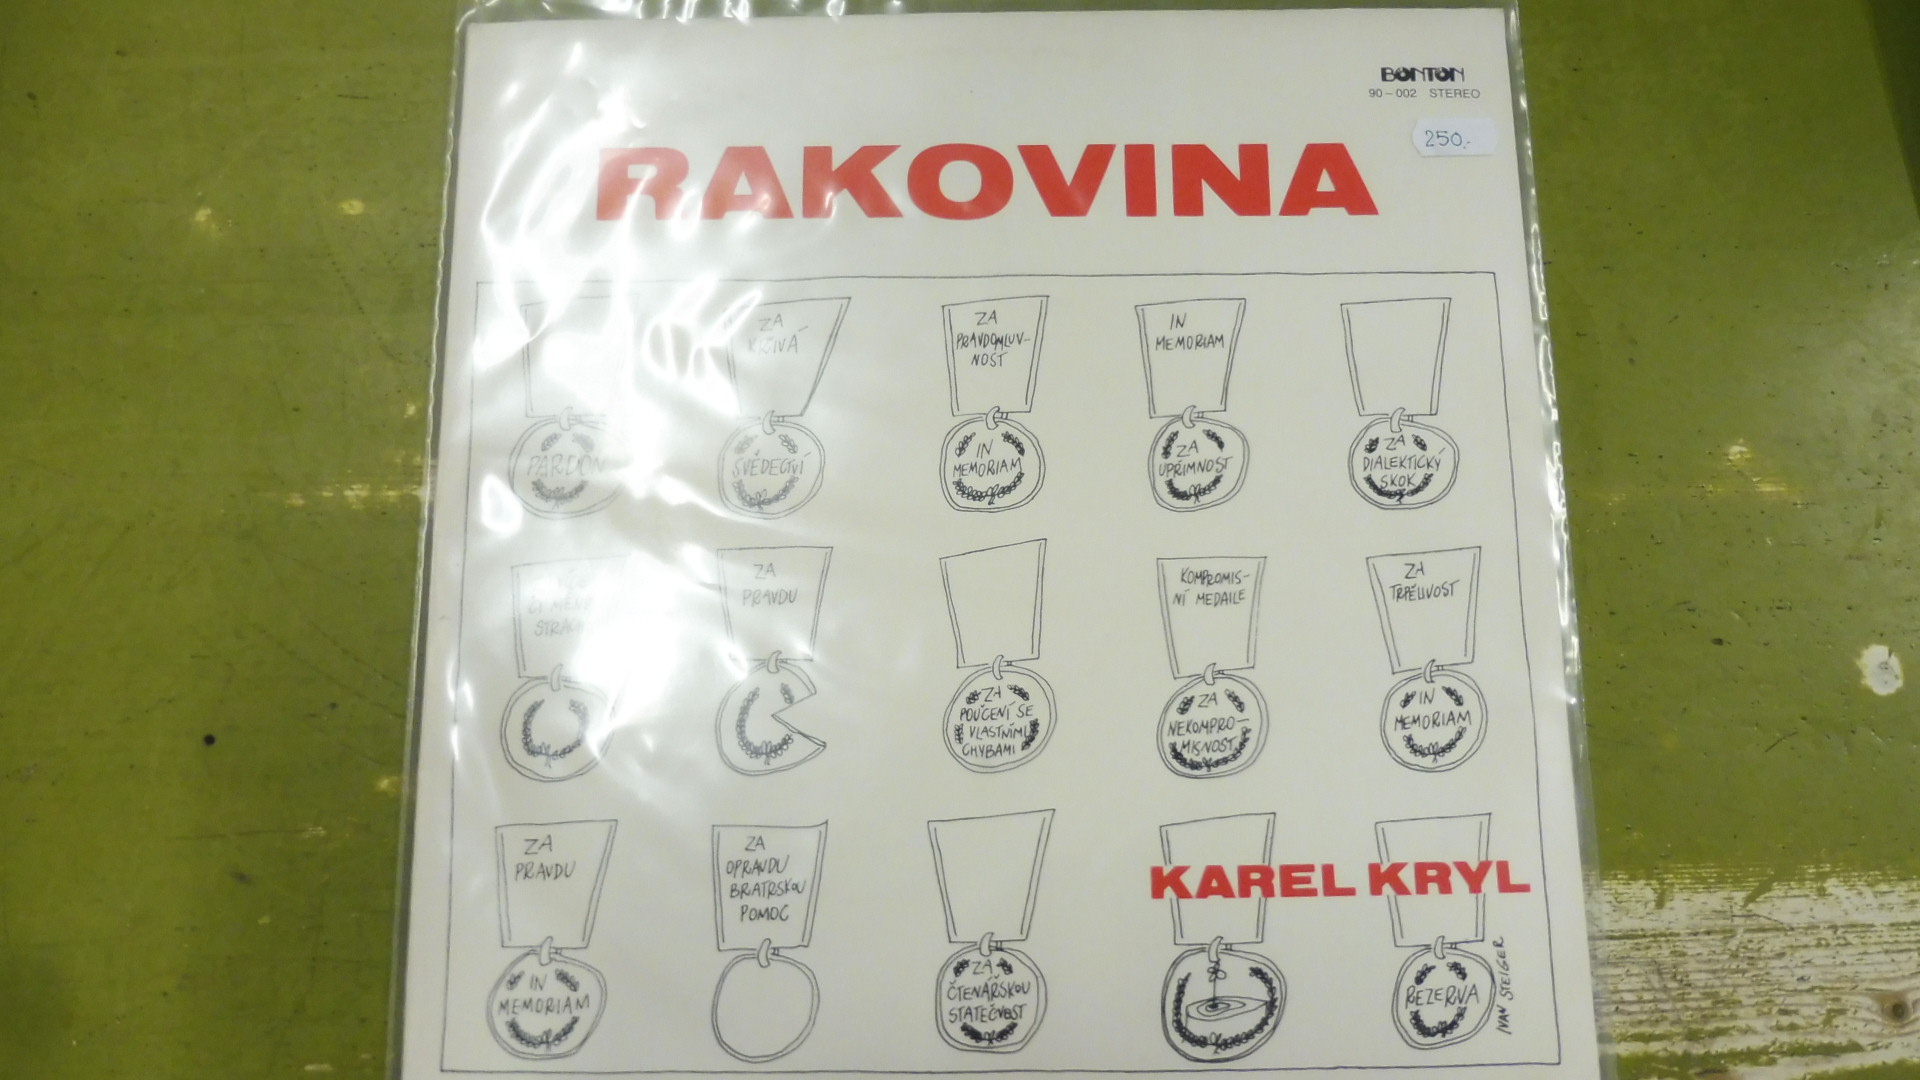 BONTON
90-002 STEREO
250,-
RAKOVINA
PARDON
ZA
KŘIVÁ
SVĚDECTVÍ
ZA
PRAVDOMLUV-
NOST
IN
MEMORIAM
IN
MEMORIAM
ZA
UPŘÍMNOST
ZA
DIALEKTICKÝ
SKOK
ZA
PRAVDU
ZA
POUČENÍ SE
VLASTNÍMI
CHYBAMI
KOMPROMIS-
NÍ MEDAILE
ZA
NEKOMPRO-
MISNOST
ZA
TRPĚLIVOST
IN
MEMORIAM
ZA
PRAVDU
IN
MEMORIAM
ZA
OPRAVDU
BRATRSKOU
POMOC
ZA
ČTENÁŘSKOU
STATEČNOST
KAREL KRYL
REZERVA
IVAN STEIGER